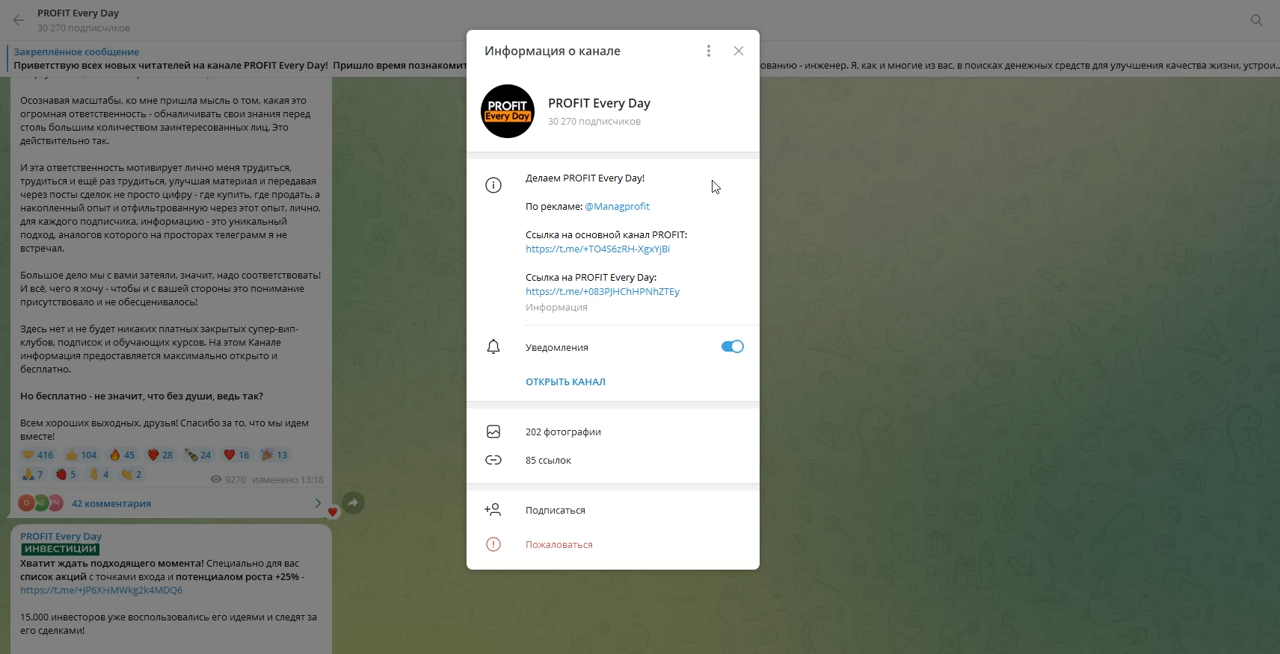 PROFIT Every Day
30 270 подписчиков
Закреплённое сообщение
Приветствую всех новых читателей на канале PROFIT Every Day! Пришло время познакомит
ованию - инженер. Я, как и многие из вас, в поисках денежных средств для улучшения качества жизни, устрои...
Осознавая масштабы, ко мне пришла мысль о том, какая это
огромная ответственность - обналичивать свои знания перед
столь большим количеством заинтересованных лиц. Это
действительно так.
И эта ответственность мотивирует лично меня трудиться,
трудиться и ещё раз трудиться, улучшая материал и передавая
через посты сделок не просто цифру - где купить, где продать, а
накопленный опыт и отфильтрованную через этот опыт, лично,
для каждого подписчика, информацию - это уникальный
подход, аналогов которого на просторах телеграмм я не
встречал.
Большое дело мы с вами затеяли, значит, надо соответствовать!
И всё, чего я хочу - чтобы и с вашей стороны это понимание
присутствовало и не обесценивалось!
Здесь нет и не будет никаких платных закрытых супер-вип-
клубов, подписок и обучающих курсов. На этом Канале
информация предоставляется максимально открыто и
бесплатно.
Но бесплатно - не значит, что без души, ведь так?
Всем хороших выходных, друзья! Спасибо за то, что мы идем
вместе!
416 104 45 28 24 16 13
7 5 4 2
9270 изменено 13:18
42 комментария
PROFIT Every Day
ИНВЕСТИЦИИ
Хватит ждать подходящего момента! Специально для вас
список акций с точками входа и потенциалом роста +25% -
https://t.me/+JP6XHMWkg2k4MDQ6
15.000 инвесторов уже воспользовались его идеями и следят за
его сделками!
Информация о канале
PROFIT
Every Day
PROFIT Every Day
30 270 подписчиков
Делаем PROFIT Every Day!
По рекламе: @Managprofit
Ссылка на основной канал PROFIT:
https://t.me/+TO4S6zRH-XgxYjBi
Ссылка на PROFIT Every Day:
https://t.me/+083PJHChHPNhZTEy
Информация
Уведомления
ОТКРЫТЬ КАНАЛ
202 фотографии
85 ссылок
Подписаться
Пожаловаться